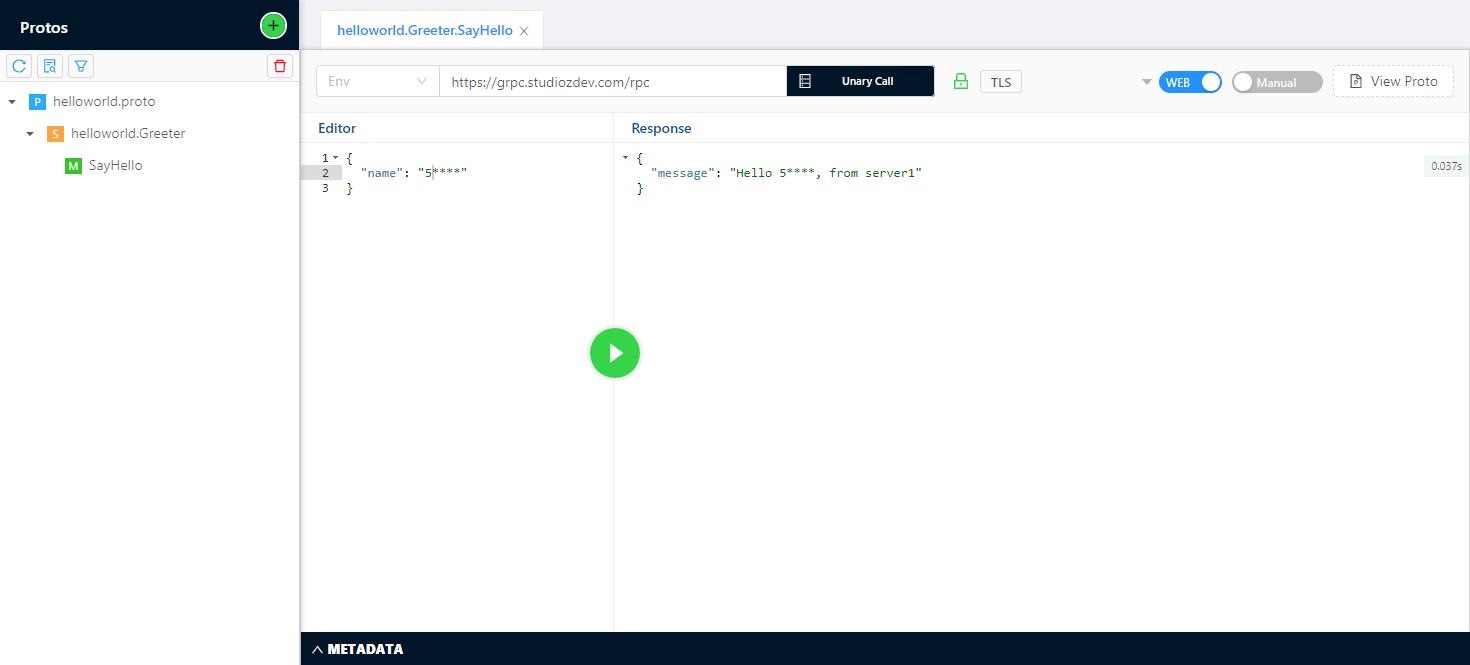 Protos
+
helloworld.Greeter.SayHello
Env
https://grpc.studiozdev.com/rpc
Unary Call
TLS
WEB
Manual
View Proto
P helloworld.proto
S helloworld.Greeter
M SayHello
Editor
1 {
2 "name": "5****"
3 }
Response
{
"message": "Hello 5****, from server1"
}
0.037s
METADATA